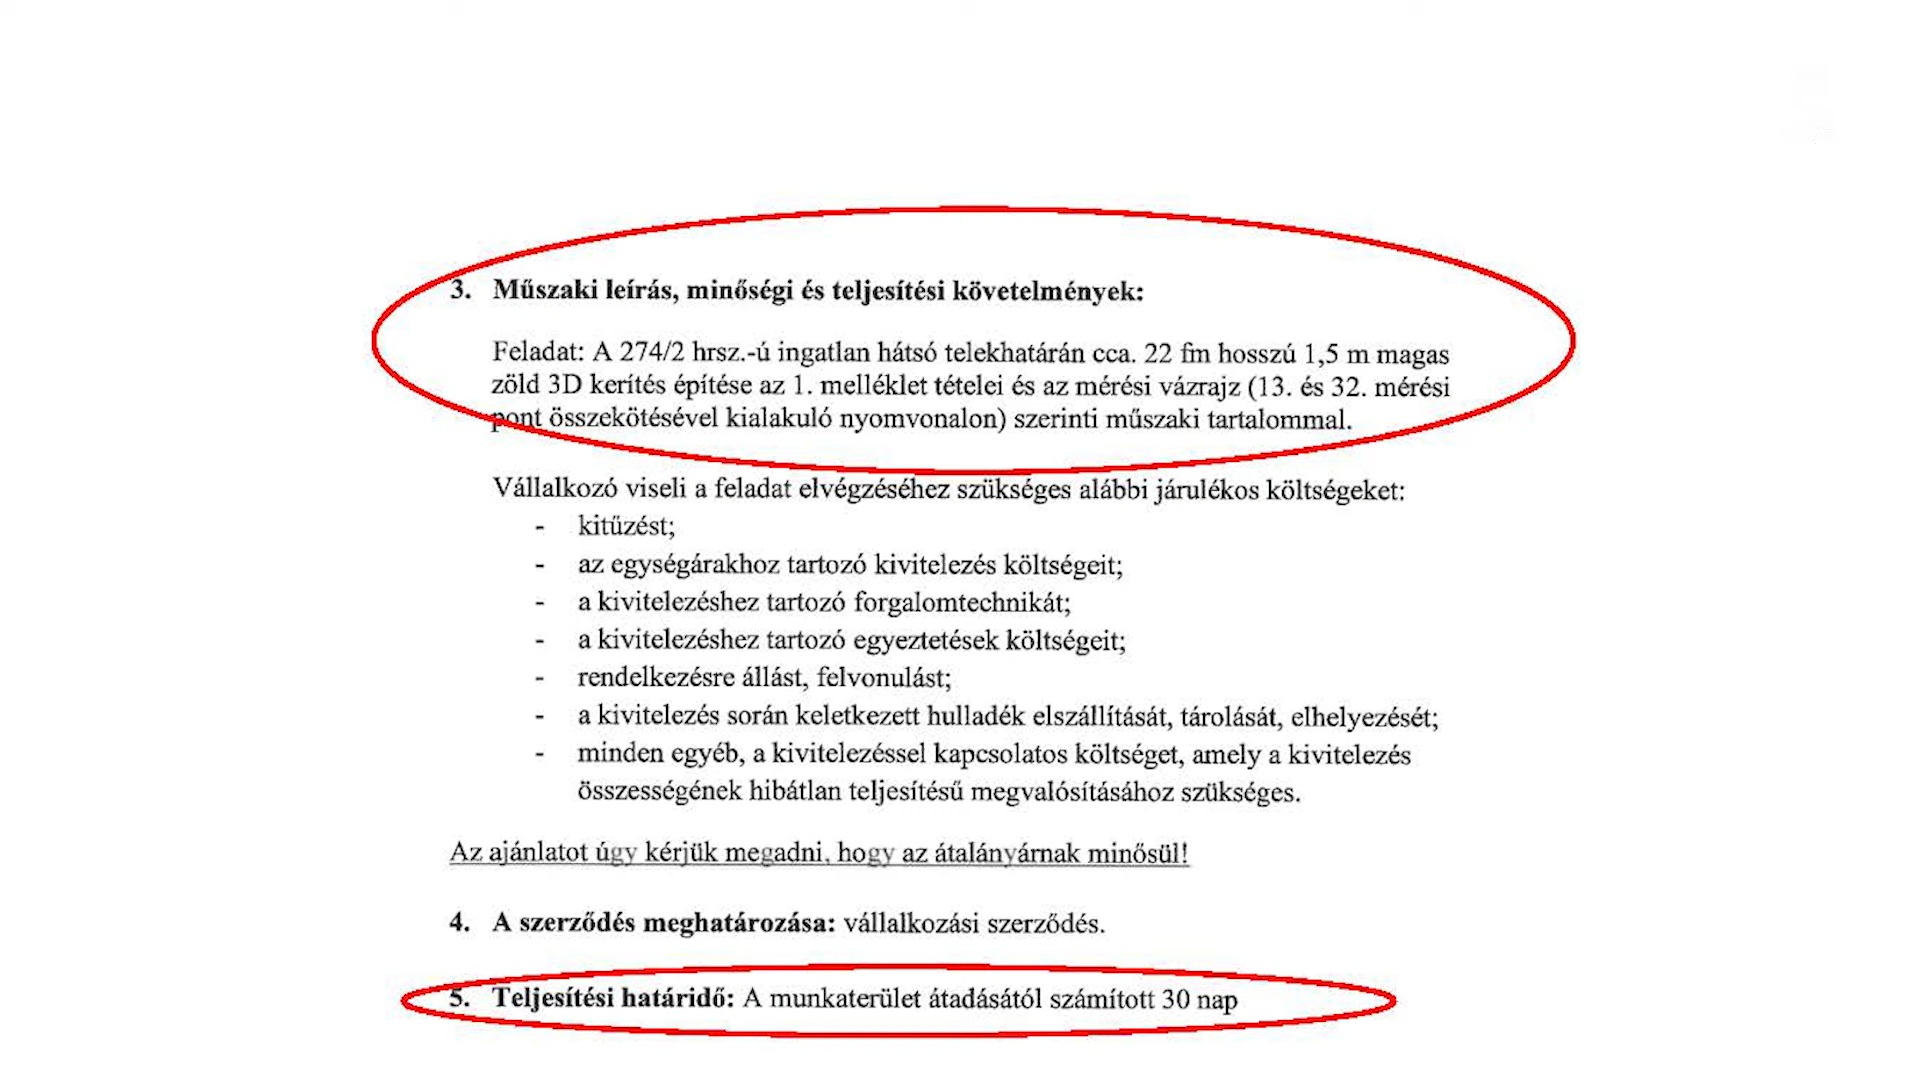 3. Műszaki leírás, minőségi és teljesítési követelmények:
Feladat: A 274/2 hrsz.-ú ingatlan hátsó telekhatárán cca. 22 fm hosszú 1,5 m magas
zöld 3D kerítés építése az 1. melléklet tételei és az mérési vázrajz (13. és 32. mérési
pont összekötésével kialakuló nyomvonalon) szerinti műszaki tartalommal.
Vállalkozó viseli a feladat elvégzéséhez szükséges alábbi járulékos költségeket:
- kitűzést;
- az egységárakhoz tartozó kivitelezés költségeit;
- a kivitelezéshez tartozó forgalomtechnikát;
- a kivitelezéshez tartozó egyeztetések költségeit;
- rendelkezésre állást, felvonulást;
- a kivitelezés során keletkezett hulladék elszállítását, tárolását, elhelyezését;
- minden egyéb, a kivitelezéssel kapcsolatos költséget, amely a kivitelezés
összességének hibátlan teljesítésű megvalósításához szükséges.
Az ajánlatot úgy kérjük megadni, hogy az átalányárnak minősül!
4. A szerződés meghatározása: vállalkozási szerződés.
5. Teljesítési határidő: A munkaterület átadásától számított 30 nap